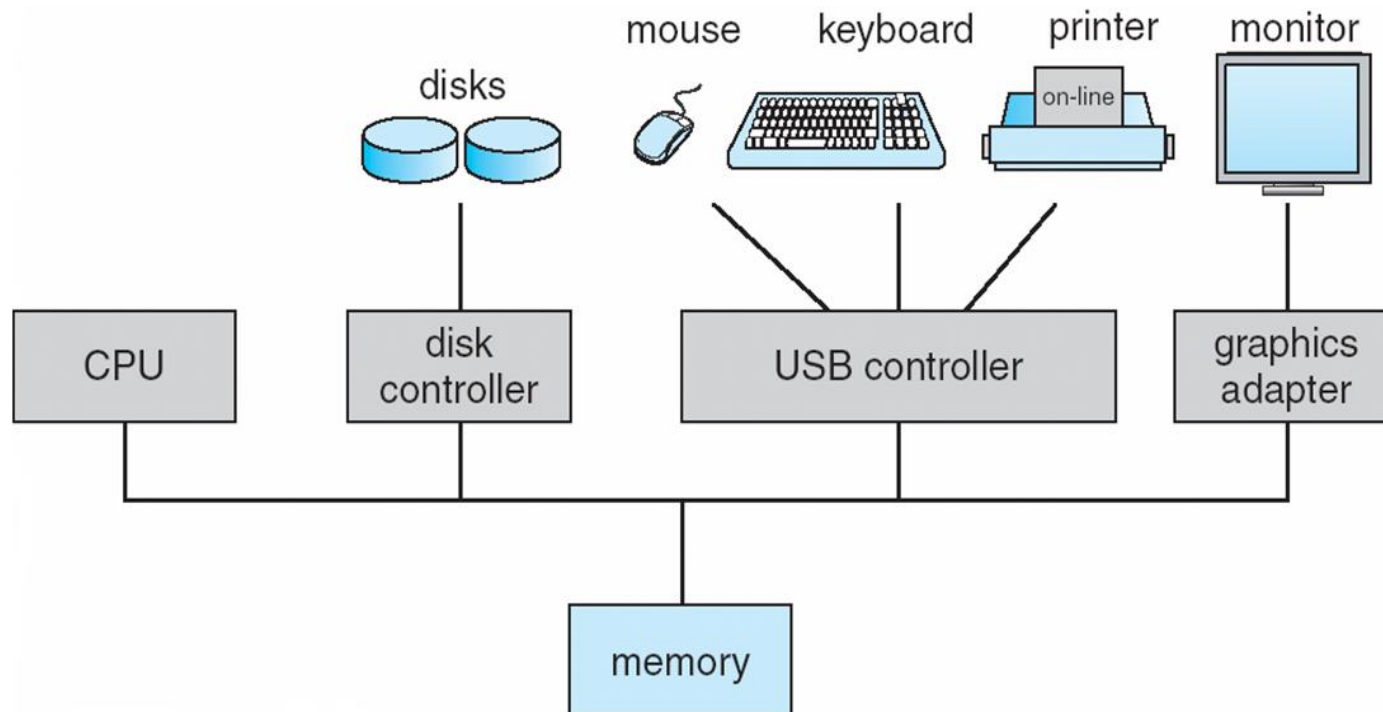 mouse
keyboard
printer
monitor
disks
on-line
CPU
disk
controller
USB controller
graphics
adapter
memory